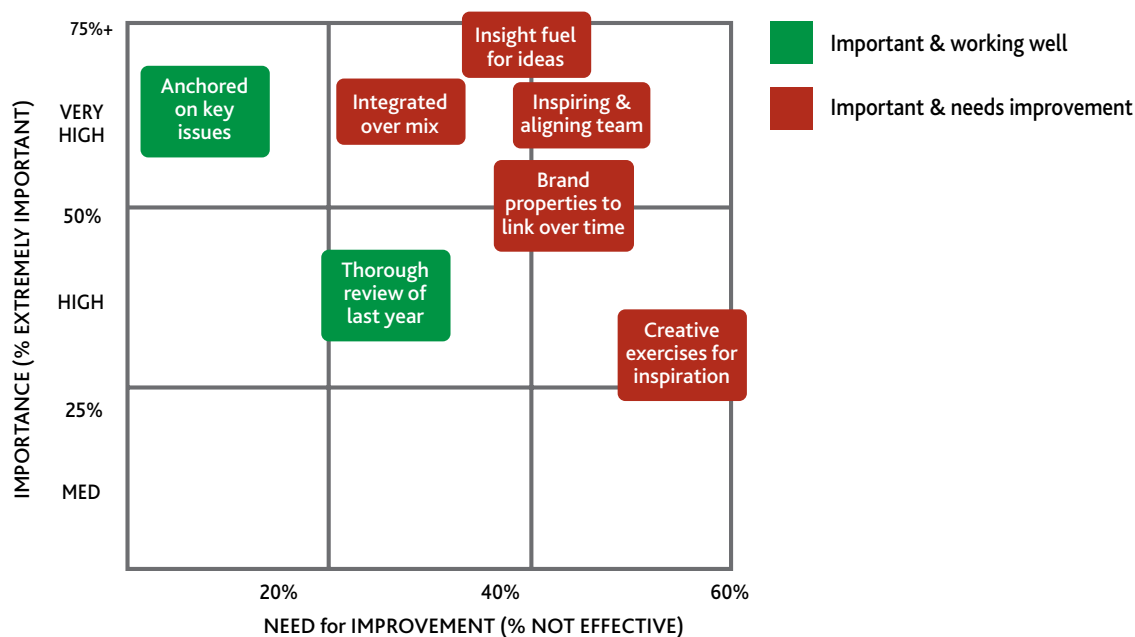 75%+
Insight fuel
for ideas
Important & working well
Anchored
on key
issues
Integrated
over mix
Inspiring &
aligning team
Important & needs improvement
VERY
HIGH
Brand
properties to
link over time
50%
Thorough
review of
last year
HIGH
Creative
exercises for
inspiration
25%
MED
IMPORTANCE (% EXTREMELY IMPORTANT)
20%
40%
60%
NEED for IMPROVEMENT (% NOT EFFECTIVE)